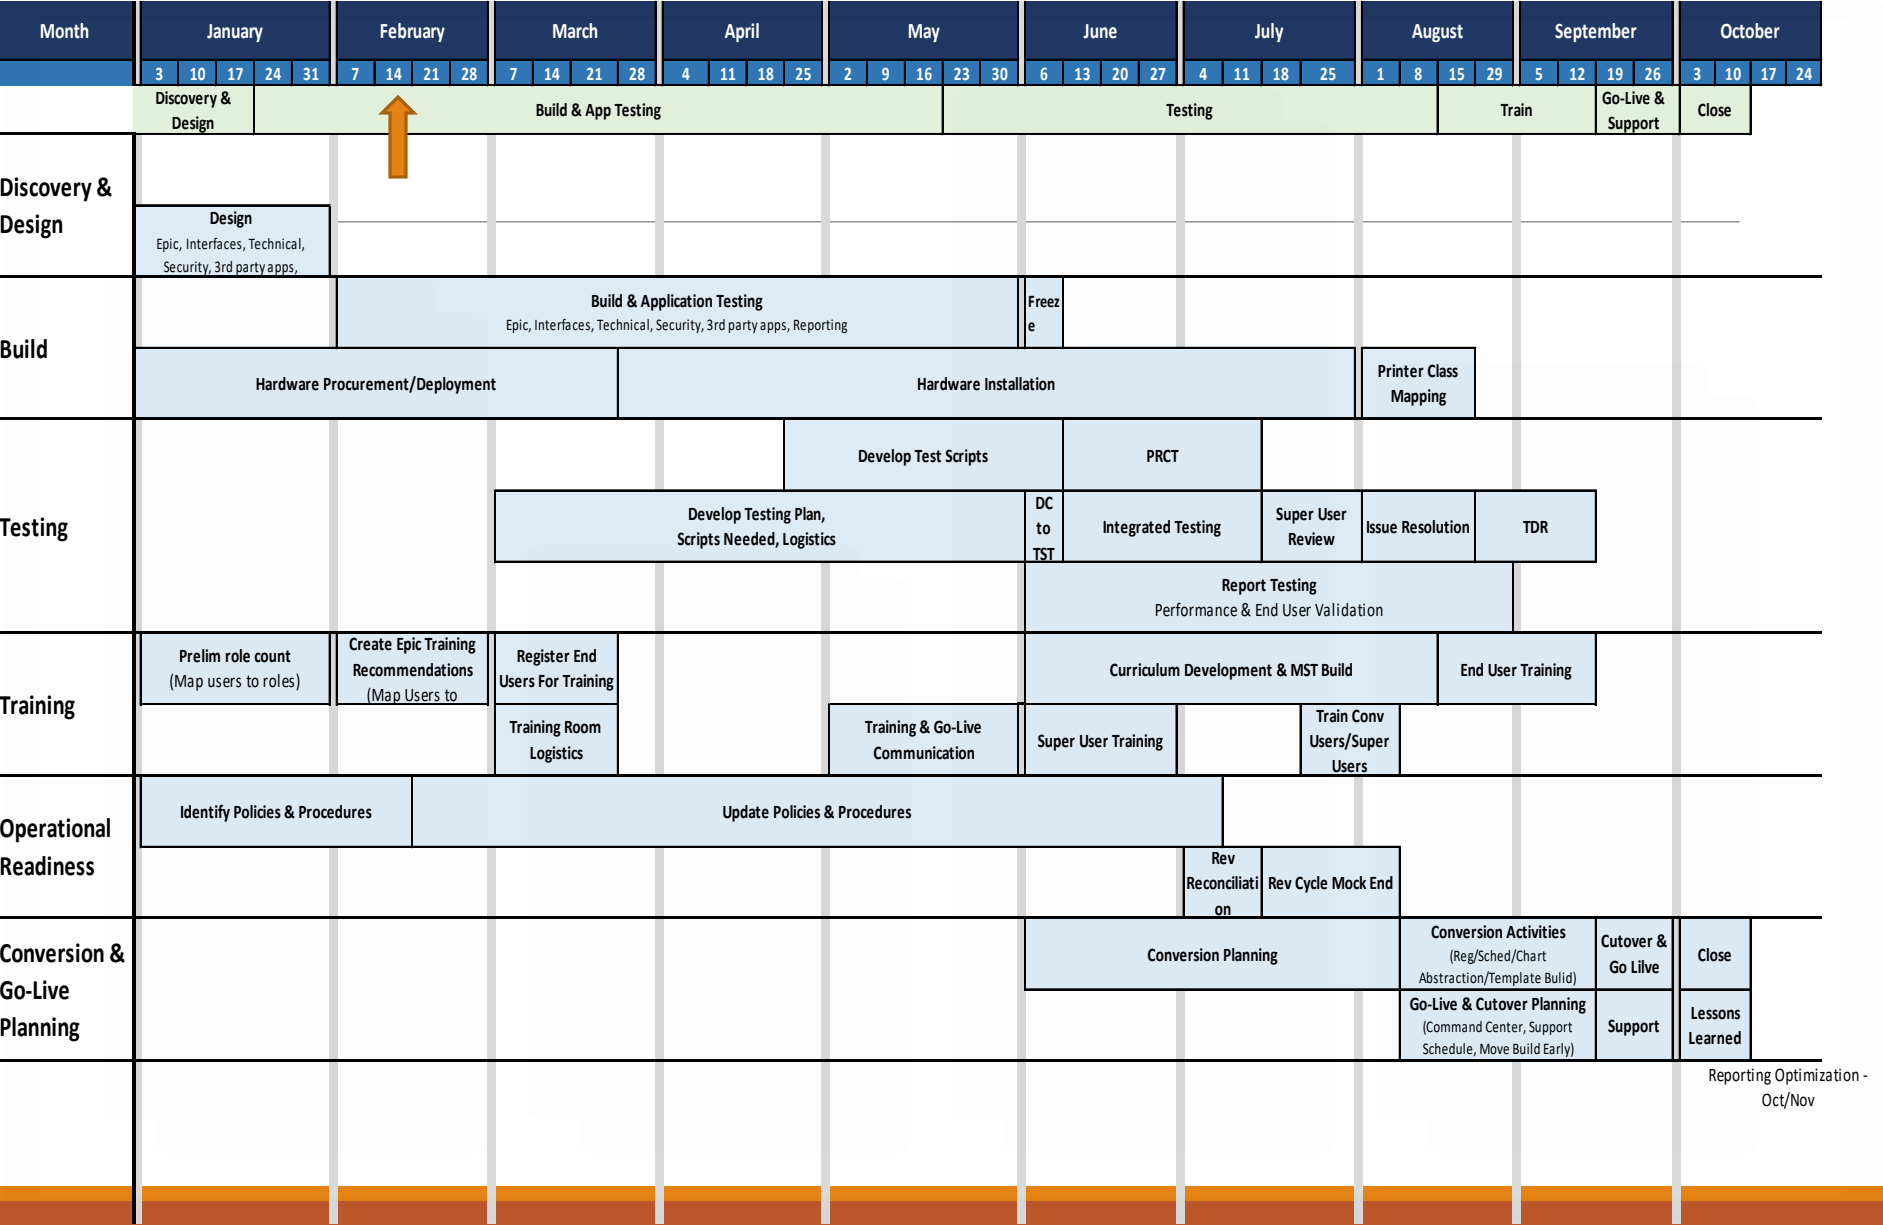 Month January February March April May June July August September October
3 10 17 24 31 7 14 21 28 7 14 21 28 4 11 18 25 2 9 16 23 30 6 13 20 27 4 11 18 25 1 8 15 29 5 12 19 26 3 10 17 24
Discovery &
Design
Build & App Testing
Testing
Train
Go-Live &
Support
Close
Discovery &
Design
Design
Epic, Interfaces, Technical,
Security, 3rd party apps,
Build
Build & Application Testing
Epic, Interfaces, Technical, Security, 3rd party apps, Reporting
Freez
e
Hardware Procurement/Deployment
Hardware Installation
Printer Class
Mapping
Testing
Develop Test Scripts
PRCT
Develop Testing Plan,
Scripts Needed, Logistics
DC
to
TST
Integrated Testing
Super User
Review
Issue Resolution
TDR
Report Testing
Performance & End User Validation
Training
Prelim role count
(Map users to roles)
Create Epic Training
Recommendations
(Map Users to
Register End
Users For Training
Curriculum Development & MST Build
End User Training
Training Room
Logistics
Training & Go-Live
Communication
Super User Training
Train Conv
Users/Super
Users
Operational
Readiness
Identify Policies & Procedures
Update Policies & Procedures
Rev
Reconciliati
on
Rev Cycle Mock End
Conversion &
Go-Live
Planning
Conversion Planning
Conversion Activities
(Reg/Sched/Chart
Abstraction/Template Bulid)
Cutover &
Go Lilve
Close
Go-Live & Cutover Planning
(Command Center, Support
Schedule, Move Build Early)
Support
Lessons
Learned
Reporting Optimization -
Oct/Nov